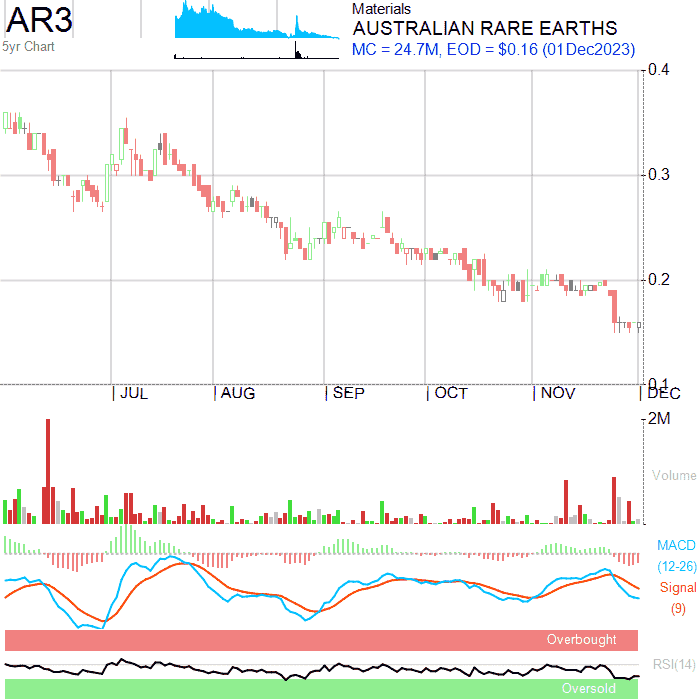 AR3
5yr Chart
Materials
AUSTRALIAN RARE EARTHS
MC = 24.7M, EOD = $0.16 (01Dec2023)
0.4
0.3
0.2
0.1
JUL AUG SEP OCT NOV DEC
2M
Volume
MACD
(12-26)
Signal
(9)
Overbought
RSI(14)
Oversold